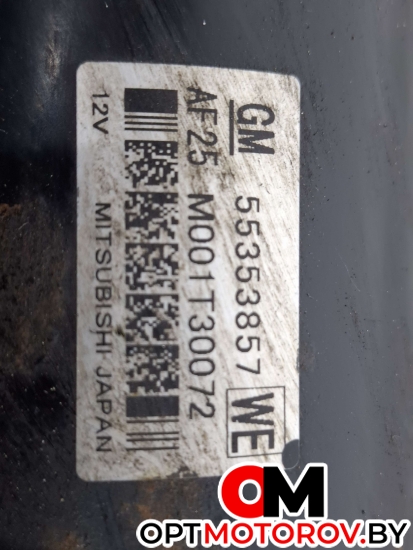 GM 55353857 WE
AF25 M001T30072
12V MITSUBISHI JAPAN
OM
OPTMOTOROV.BY